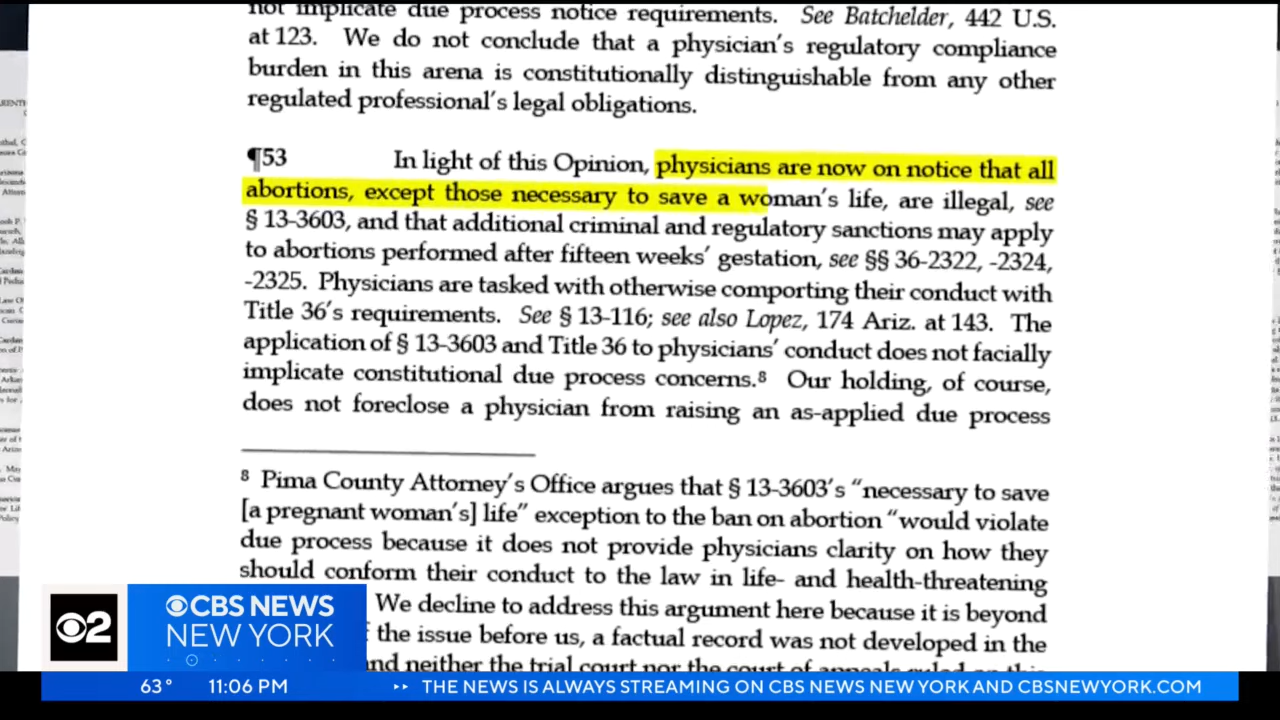 not implicate due process notice requirements. See Batchelder, 442 U.S.
at 123. We do not conclude that a physician's regulatory compliance
burden in this arena is constitutionally distinguishable from any other
regulated professional's legal obligations.
¶53 In light of this Opinion, physicians are now on notice that all
abortions, except those necessary to save a woman's life, are illegal, see
§ 13-3603, and that additional criminal and regulatory sanctions may apply
to abortions performed after fifteen weeks' gestation, see §§ 36-2322, -2324,
-2325. Physicians are tasked with otherwise comporting their conduct with
Title 36's requirements. See § 13-116; see also Lopez, 174 Ariz. at 143. The
application of § 13-3603 and Title 36 to physicians' conduct does not facially
implicate constitutional due process concerns.8 Our holding, of course,
does not foreclose a physician from raising an as-applied due process
8 Pima County Attorney's Office argues that § 13-3603's "necessary to save
[a pregnant woman's] life" exception to the ban on abortion "would violate
due process because it does not provide physicians clarity on how they
should conform their conduct to the law in life- and health-threatening
We decline to address this argument here because it is beyond
the issue before us, a factual record was not developed in the
and neither the trial court nor the court of appeals ruled on this
2
CBS NEWS
NEW YORK
63° 11:06 PM THE NEWS IS ALWAYS STREAMING ON CBS NEWS NEW YORK AND CBSNEWYORK.COM